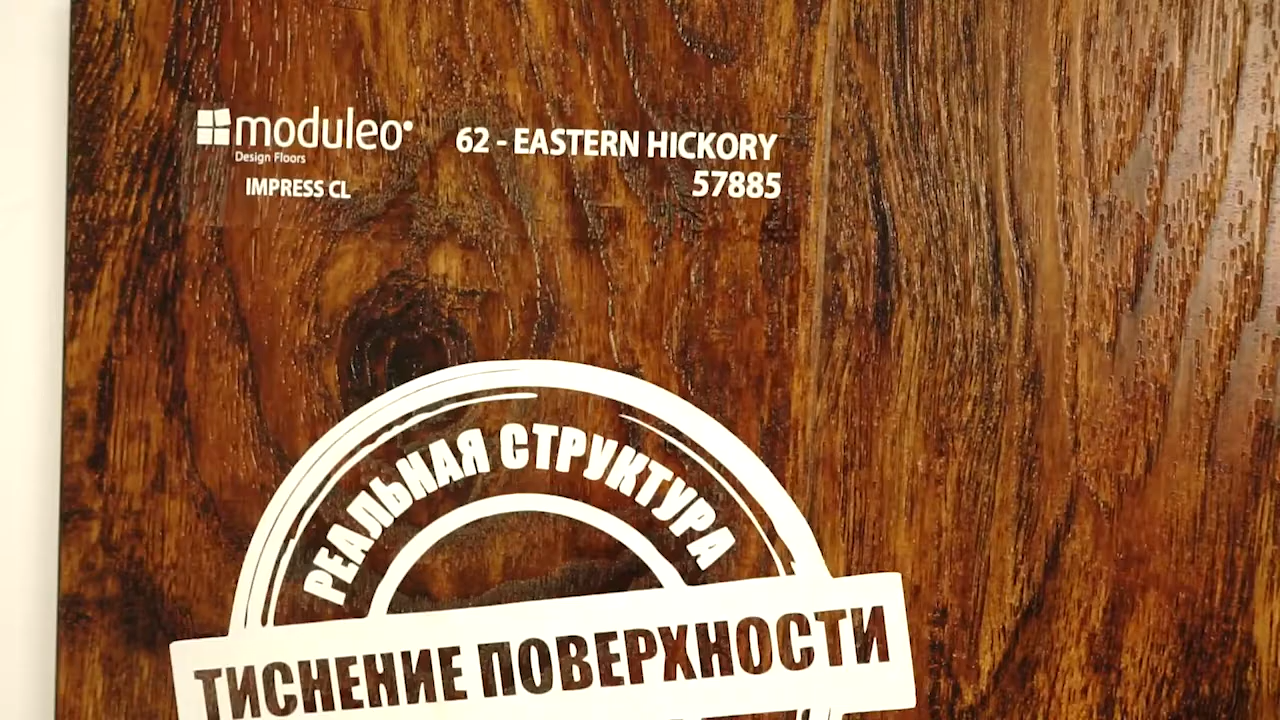 moduleo
Design Floors
IMPRESS CL
62 - EASTERN HICKORY
57885
РЕАЛЬНАЯ СТРУКТУРА
ТИСНЕНИЕ ПОВЕРХНОСТИ